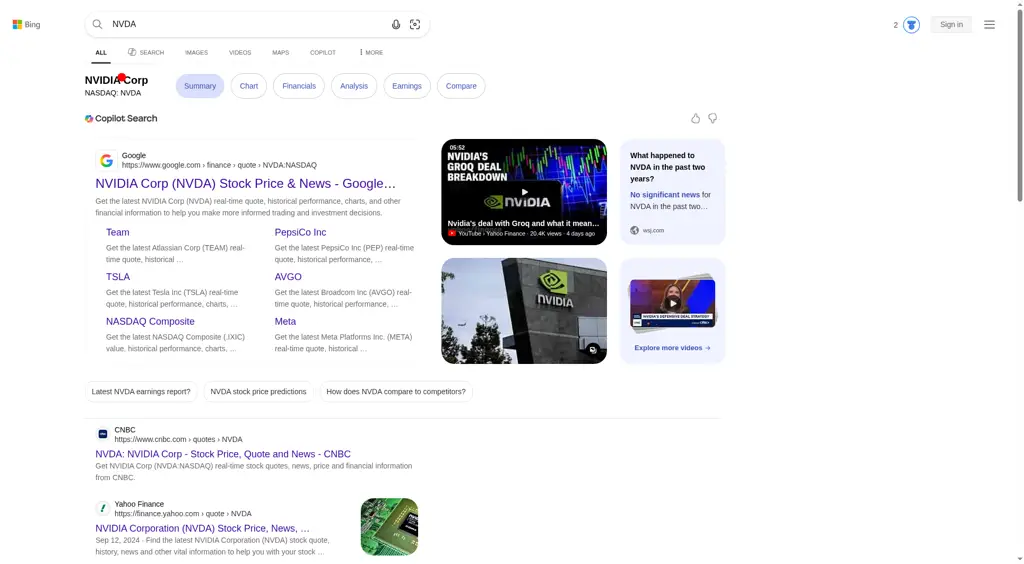 Bing
NVDA
2
Sign in
ALL
SEARCH
IMAGES
VIDEOS
MAPS
COPILOT
MORE
NVIDIA Corp
NASDAQ: NVDA
Summary
Chart
Financials
Analysis
Earnings
Compare
Copilot Search
Google
https://www.google.com › finance › quote › NVDA:NASDAQ
NVIDIA Corp (NVDA) Stock Price & News - Google…
Get the latest NVIDIA Corp (NVDA) real-time quote, historical performance, charts, and other
financial information to help you make more informed trading and investment decisions.
Team
Get the latest Atlassian Corp (TEAM) real-
time quote, historical …
PepsiCo Inc
Get the latest PepsiCo Inc (PEP) real-time
quote, historical performance, …
TSLA
Get the latest Tesla Inc (TSLA) real-time
quote, historical performance, charts, …
AVGO
Get the latest Broadcom Inc (AVGO) real-
time quote, historical performance, …
NASDAQ Composite
Get the latest NASDAQ Composite (.IXIC)
value, historical performance, charts, …
Meta
Get the latest Meta Platforms Inc. (META)
real-time quote, historical …
05:52
NVIDIA'S
GROQ DEAL
BREAKDOWN
NVIDIA
Nvidia's deal with Groq and what it mean…
YouTube › Yahoo Finance · 20.4K views · 4 days ago
What happened to
NVDA in the past two
years?
No significant news for
NVDA in the past two…
wsj.com
NVIDIA
NVIDIA'S DEFENSIVE DEAL STRATEGY
Explore more videos →
Latest NVDA earnings report?
NVDA stock price predictions
How does NVDA compare to competitors?
CNBC
https://www.cnbc.com › quotes › NVDA
NVDA: NVIDIA Corp - Stock Price, Quote and News - CNBC
Get NVIDIA Corp (NVDA:NASDAQ) real-time stock quotes, news, price and financial information
from CNBC.
Yahoo Finance
https://finance.yahoo.com › quote › NVDA
NVIDIA Corporation (NVDA) Stock Price, News, …
Sep 12, 2024 · Find the latest NVIDIA Corporation (NVDA) stock quote,
history, news and other vital information to help you with your stock …